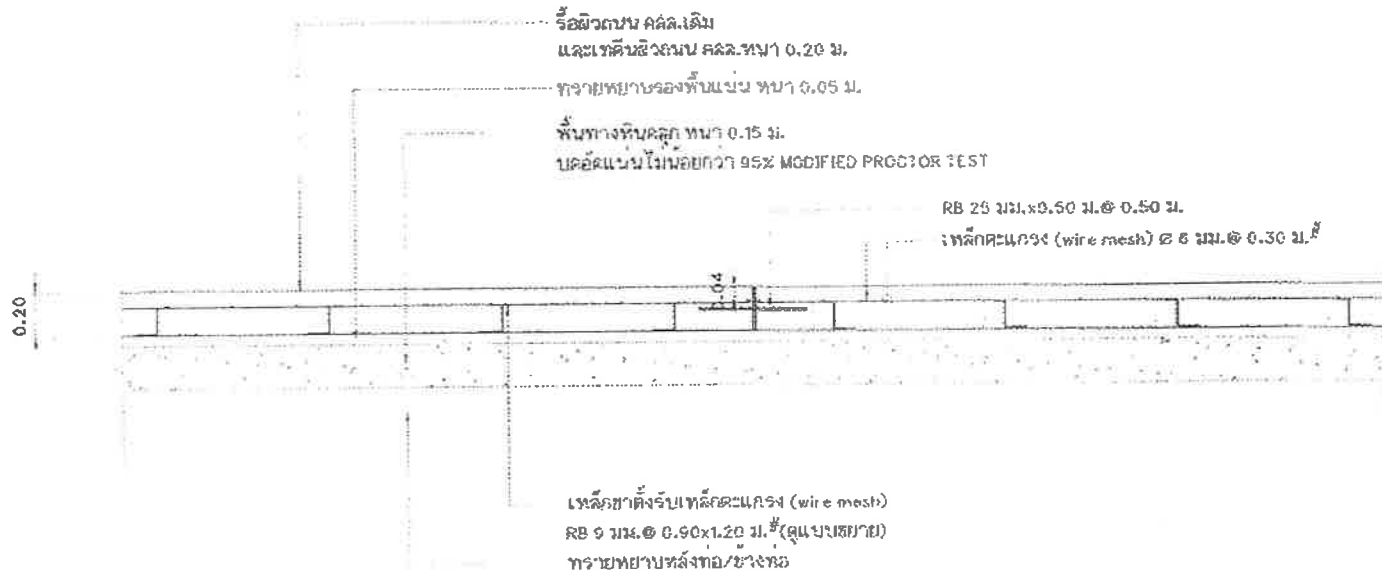 รื้อผิวถนน คสล.เดิม
และเทคืนผิวถนน คสล.หนา 0.20 ม.
ทรายหยาบรองพื้นแน่น หนา 0.05 ม.
พื้นทางหินคลุก หนา 0.15 ม.
บดอัดแน่นไม่น้อยกว่า 95% MODIFIED PROCTOR TEST
RB 25 มม.x0.50 ม.@ 0.50 ม.
เหล็กตะแกรง (wire mesh) Ø 6 มม.@ 0.30 ม.#
0.04
0.20
เหล็กขาตั้งรับเหล็กตะแกรง (wire mesh)
RB 9 มม.@ 0.90x1.20 ม.#(ดูแบบขยาย)
ทรายหยาบหลังท่อ/ข้างท่อ